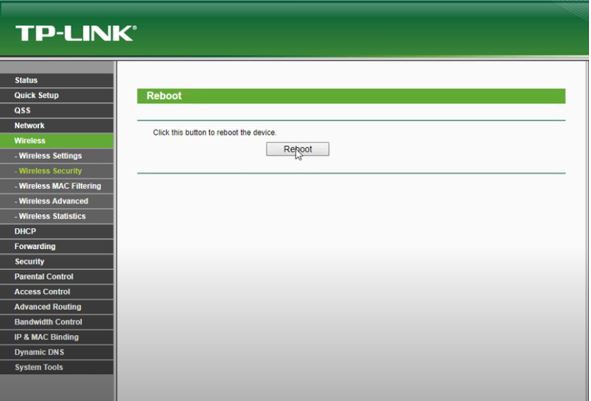 TP-LINK®
Status
Quick Setup
QSS
Network
Wireless
- Wireless Settings
- Wireless Security
- Wireless MAC Filtering
- Wireless Advanced
- Wireless Statistics
DHCP
Forwarding
Security
Parental Control
Access Control
Advanced Routing
Bandwidth Control
IP & MAC Binding
Dynamic DNS
System Tools
Reboot
Click this button to reboot the device.
Reboot